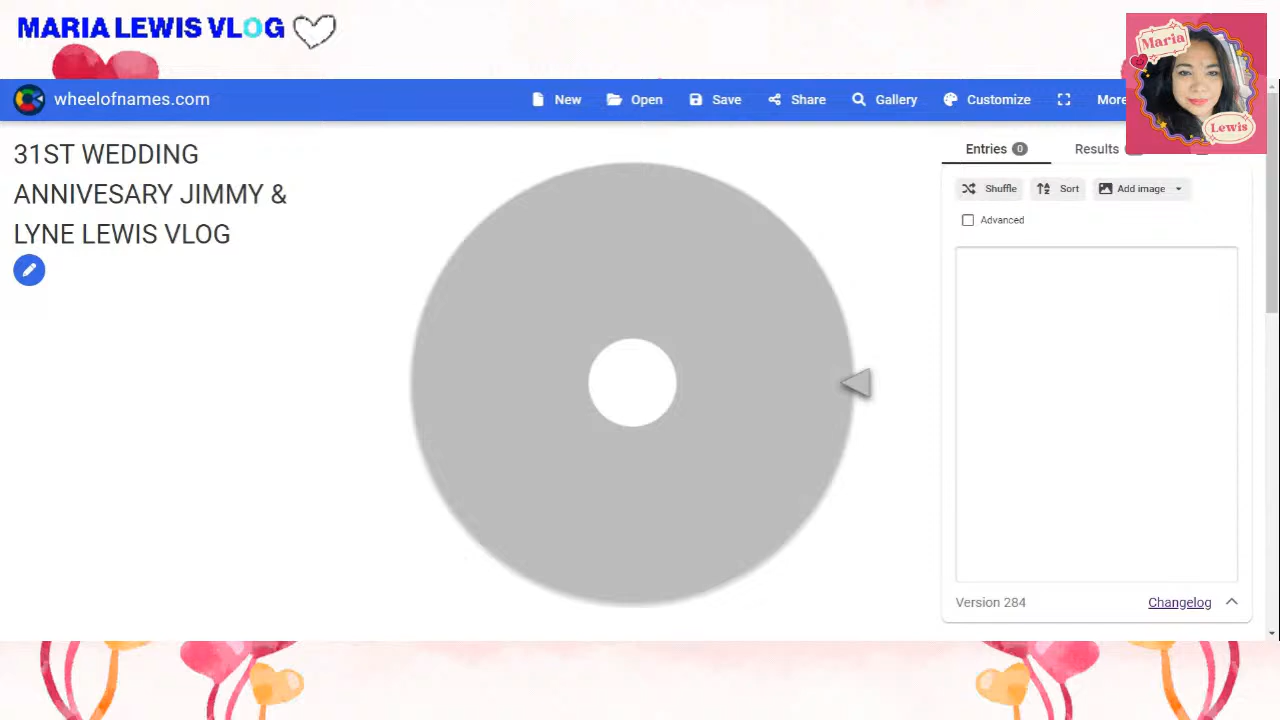 MARIA LEWIS VLOG
Maria
Lewis
wheelofnames.com
New
Open
Save
Share
Gallery
Customize
More
31ST WEDDING
ANNIVESARY JIMMY &
LYNE LEWIS VLOG
Entries 0
Results
Shuffle
Sort
Add image
Advanced
Version 284
Changelog